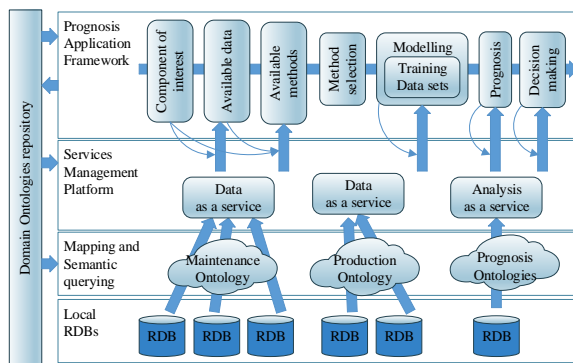 Domain Ontologies repository
Prognosis
Application
Framework
Component of
interest
Available data
Available
methods
Method
selection
Modelling
Training
Data sets
Prognosis
Decision
making
Services
Management
Platform
Data
as a service
Data
as a service
Analysis
as a service
Mapping and
Semantic
querying
Maintenance
Ontology
Production
Ontology
Prognosis
Ontologies
Local
RDBs
RDB
RDB
RDB
RDB
RDB
RDB